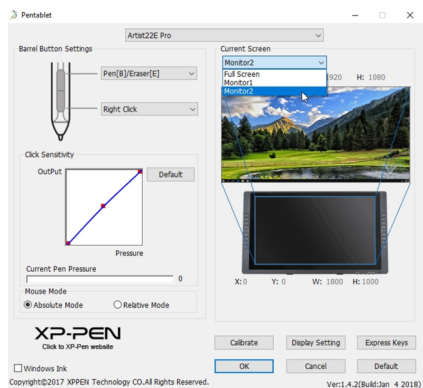 Pentablet
Artist22E Pro
Barrel Button Settings
Pen[B]/Eraser[E]
Right Click
Click Sensitivity
OutPut
Default
Pressure
Current Pen Pressure
0
Mouse Mode
Absolute Mode
Relative Mode
XP-PEN
Click to XP-Pen website
Windows Ink
Current Screen
Monitor2
Full Screen
Monitor1
Monitor2
1920 H: 1080
X: 0 Y: 0 W: 1800 H: 1000
Calibrate
Display Setting
Express Keys
OK
Cancel
Default
Copyright©2017 XPPEN Technology CO.All Rights Reserved.
Ver:1.4.2(Build:Jan 4 2018)